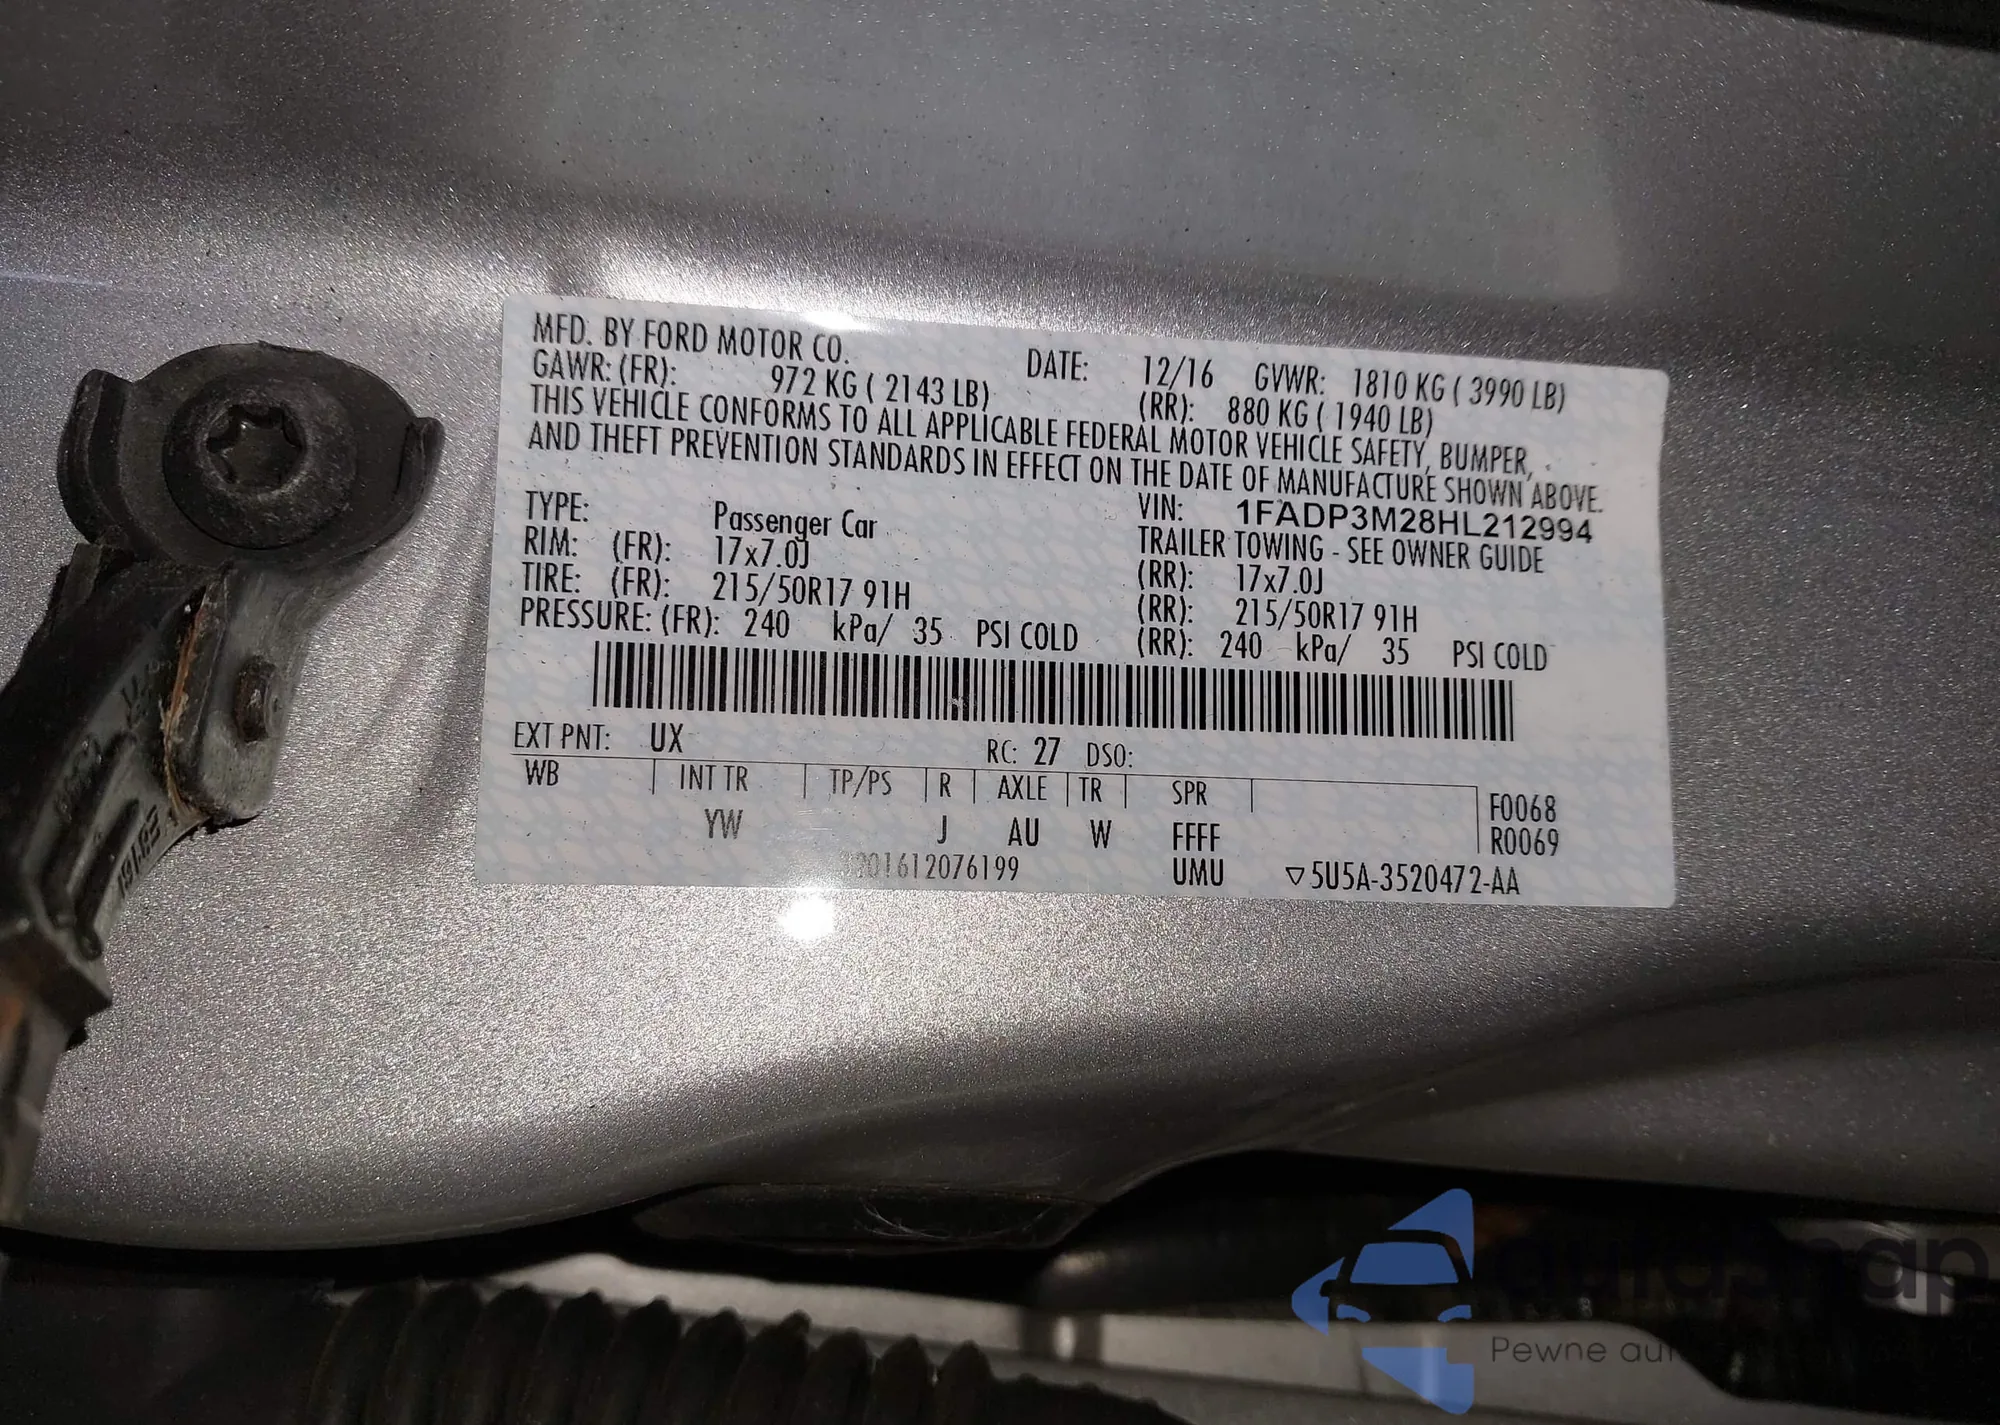 MFD. BY FORD MOTOR CO.
DATE: 12/16 GVWR: 1810 KG ( 3990 LB)
GAWR: (FR): 972 KG ( 2143 LB) (RR): 880 KG ( 1940 LB)
THIS VEHICLE CONFORMS TO ALL APPLICABLE FEDERAL MOTOR VEHICLE SAFETY, BUMPER,
AND THEFT PREVENTION STANDARDS IN EFFECT ON THE DATE OF MANUFACTURE SHOWN ABOVE.
VIN: 1FADP3M28HL212994
TYPE: Passenger Car TRAILER TOWING - SEE OWNER GUIDE
RIM: (FR): 17x7.0J (RR): 17x7.0J
TIRE: (FR): 215/50R17 91H (RR): 215/50R17 91H
PRESSURE: (FR): 240 kPa/ 35 PSI COLD (RR): 240 kPa/ 35 PSI COLD
EXT PNT: UX RC: 27 DSO:
WB INT TR TP/PS R AXLE TR SPR F0068
YW J AU W FFFF R0069
UMU ▽5U5A-3520472-AA
autosnap
Pewne